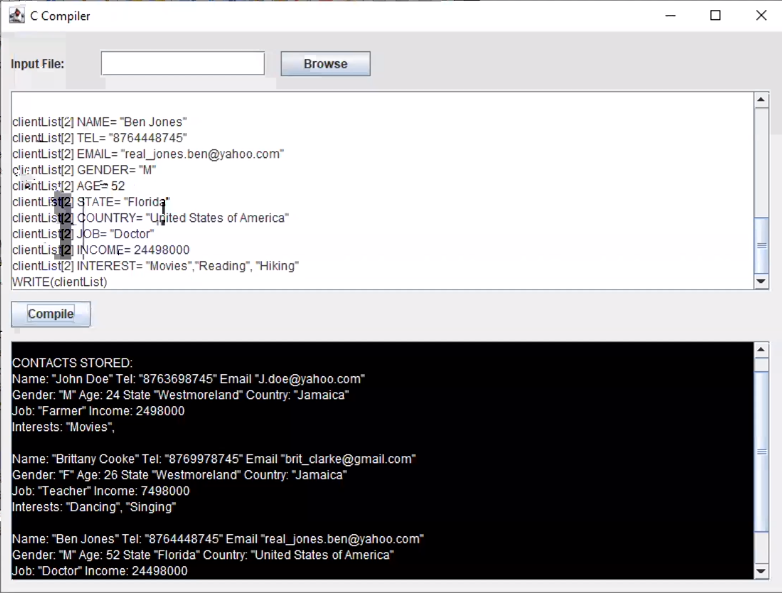 C Compiler
Input File:
Browse
clientList[2] NAME= "Ben Jones"
clientList[2] TEL= "8764448745"
clientList[2] EMAIL= "real_jones.ben@yahoo.com"
clientList[2] GENDER= "M"
clientList[2] AGE= 52
clientList[2] STATE= "Florida"
clientList[2] COUNTRY= "United States of America"
clientList[2] JOB= "Doctor"
clientList[2] INCOME= 24498000
clientList[2] INTEREST= "Movies","Reading", "Hiking"
WRITE(clientList)
Compile
CONTACTS STORED:
Name: "John Doe" Tel: "8763698745" Email "J.doe@yahoo.com"
Gender: "M" Age: 24 State "Westmoreland" Country: "Jamaica"
Job: "Farmer" Income: 2498000
Interests: "Movies",
Name: "Brittany Cooke" Tel: "8769978745" Email "brit_clarke@gmail.com"
Gender: "F" Age: 26 State "Westmoreland" Country: "Jamaica"
Job: "Teacher" Income: 7498000
Interests: "Dancing", "Singing"
Name: "Ben Jones" Tel: "8764448745" Email "real_jones.ben@yahoo.com"
Gender: "M" Age: 52 State "Florida" Country: "United States of America"
Job: "Doctor" Income: 24498000